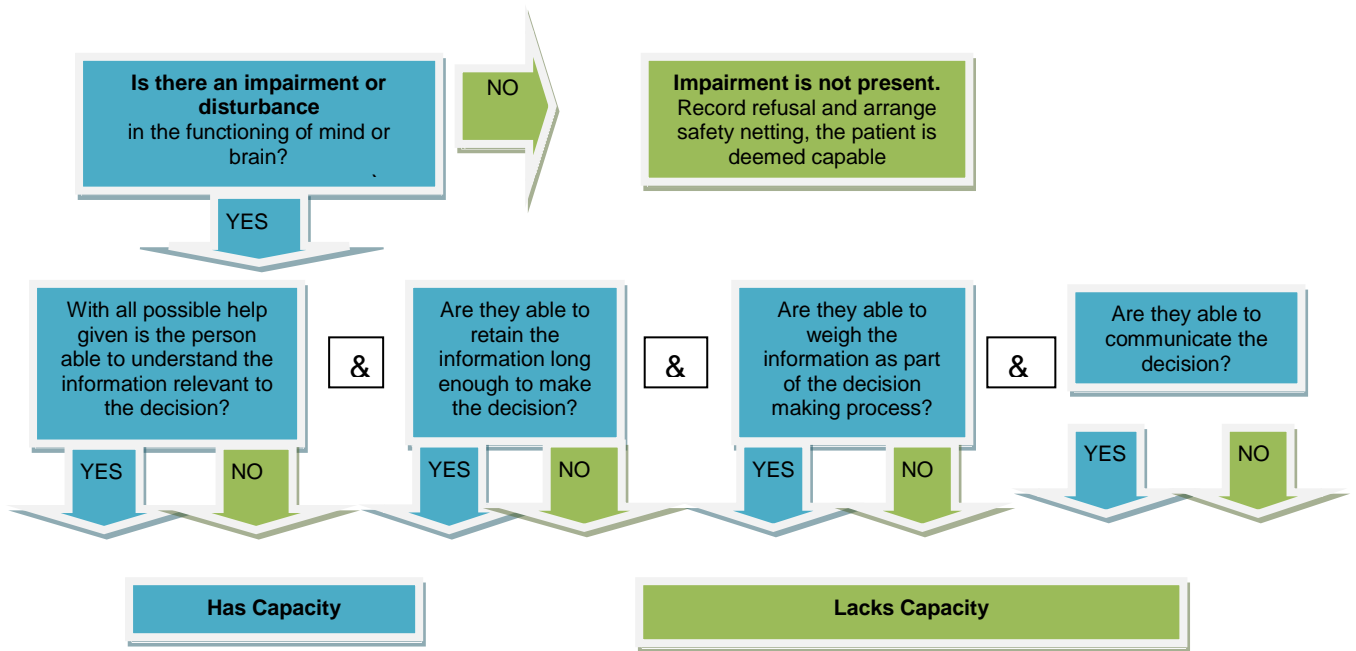 Is there an impairment or
disturbance
in the functioning of mind or
brain?
NO
Impairment is not present.
Record refusal and arrange
safety netting, the patient is
deemed capable
YES
With all possible help
given is the person
able to understand the
information relevant to
the decision?
&
Are they able to
retain the
information long
enough to make
the decision?
&
Are they able to
weigh the
information as part
of the decision
making process?
&
Are they able to
communicate the
decision?
YES
NO
YES
NO
YES
NO
YES
NO
Has Capacity
Lacks Capacity